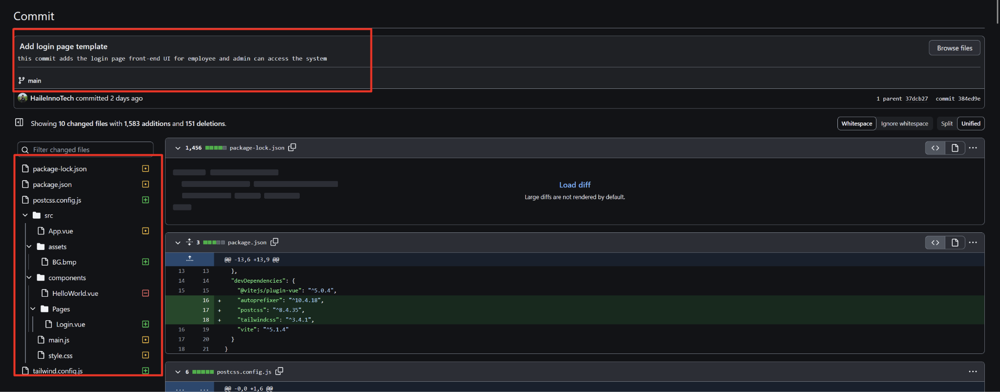 Commit
Add login page template
this commit adds the login page front-end UI for employee and admin can access the system
main
Browse files
HaileInnoTech committed 2 days ago
1 parent 37dcb27 commit 384ed9e
Showing 10 changed files with 1,583 additions and 151 deletions.
Whitespace Ignore whitespace Split Unified
Filter changed files
package-lock.json
package.json
postcss.config.js
src
App.vue
assets
BG.bmp
components
HelloWorld.vue
Pages
Login.vue
main.js
style.css
tailwind.config.js
1,456 package-lock.json
Load diff
Large diffs are not rendered by default.
3 package.json
@@ -13,6 +13,9 @@
13 13 },
14 14 "devDependencies": {
15 15 "@vitejs/plugin-vue": "^5.0.4",
16 + "autoprefixer": "^10.4.18",
17 + "postcss": "^8.4.35",
18 + "tailwindcss": "^3.4.1",
16 19 "vite": "^5.1.4"
17 20 }
18 21 }
6 postcss.config.js
... ... @@ -0,0 +1,6 @@